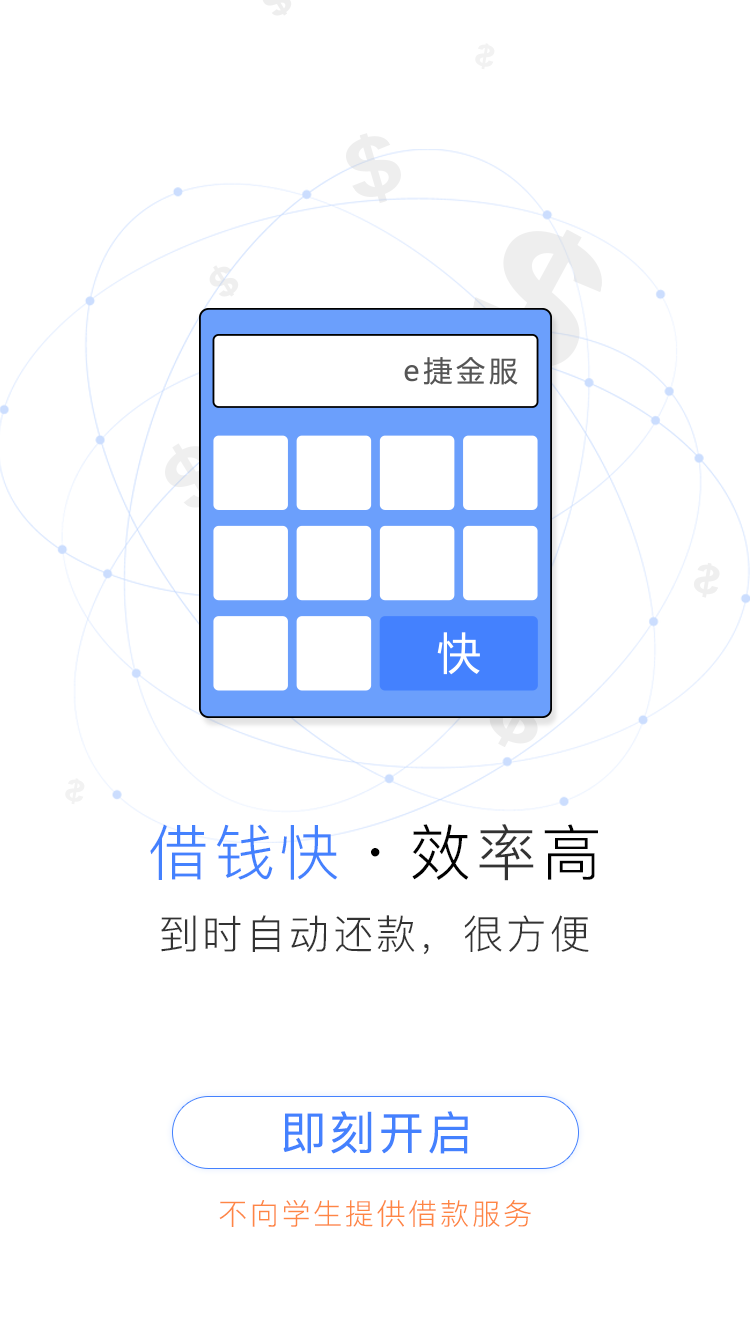 e捷金服
快
借钱快·效率高
到时自动还款，很方便
即刻开启
不向学生提供借款服务